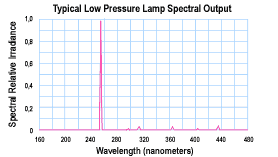 Typical Low Pressure Lamp Spectral Output
Spectral Relative Irradiance
1,0
0,8
0,6
0,4
0,2
0
160 200 240 280 320 360 400 440 480
Wavelength (nanometers)